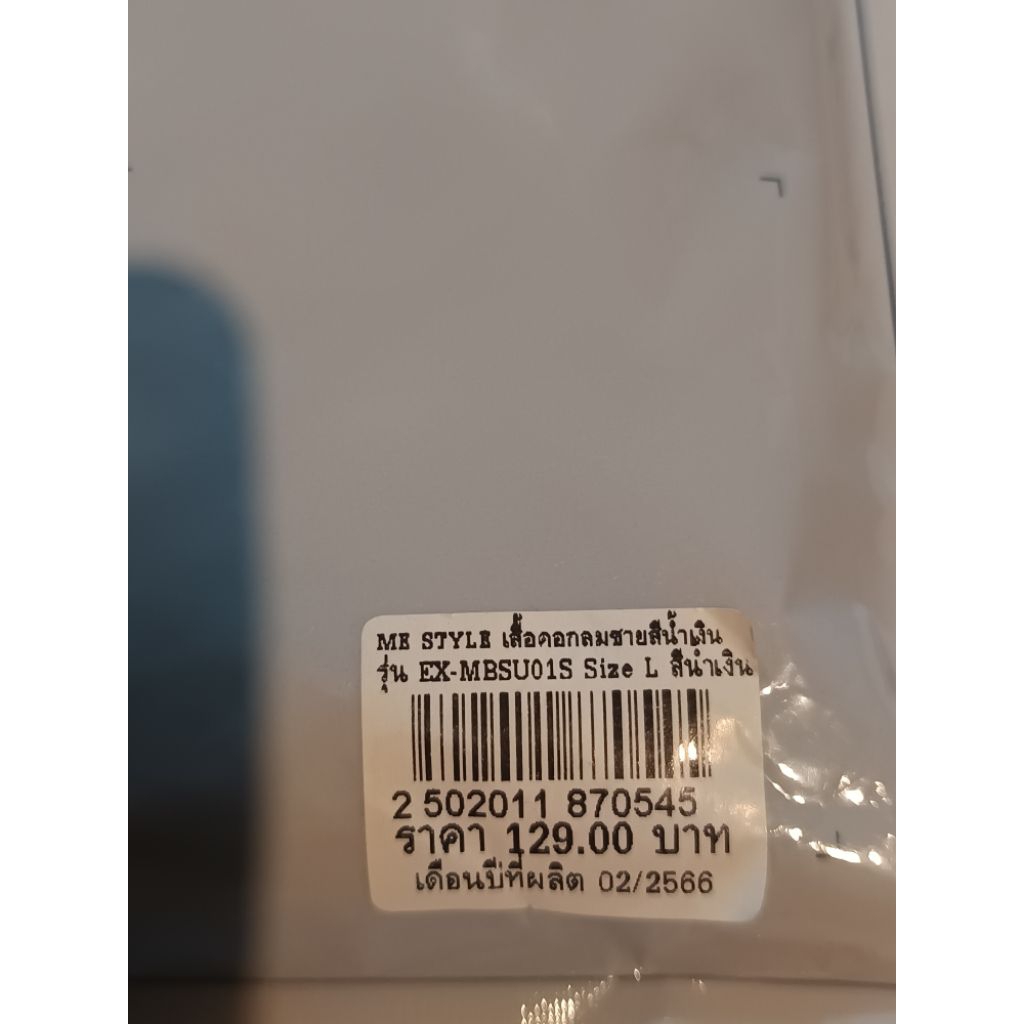 ME STYLE เสื้อคอกลมชายสีน้ำเงิน
รุ่น EX-MBSU01S Size L สีน้ำเงิน
2 502011 870545
ราคา 129.00 บาท
เดือนปีที่ผลิต 02/2566